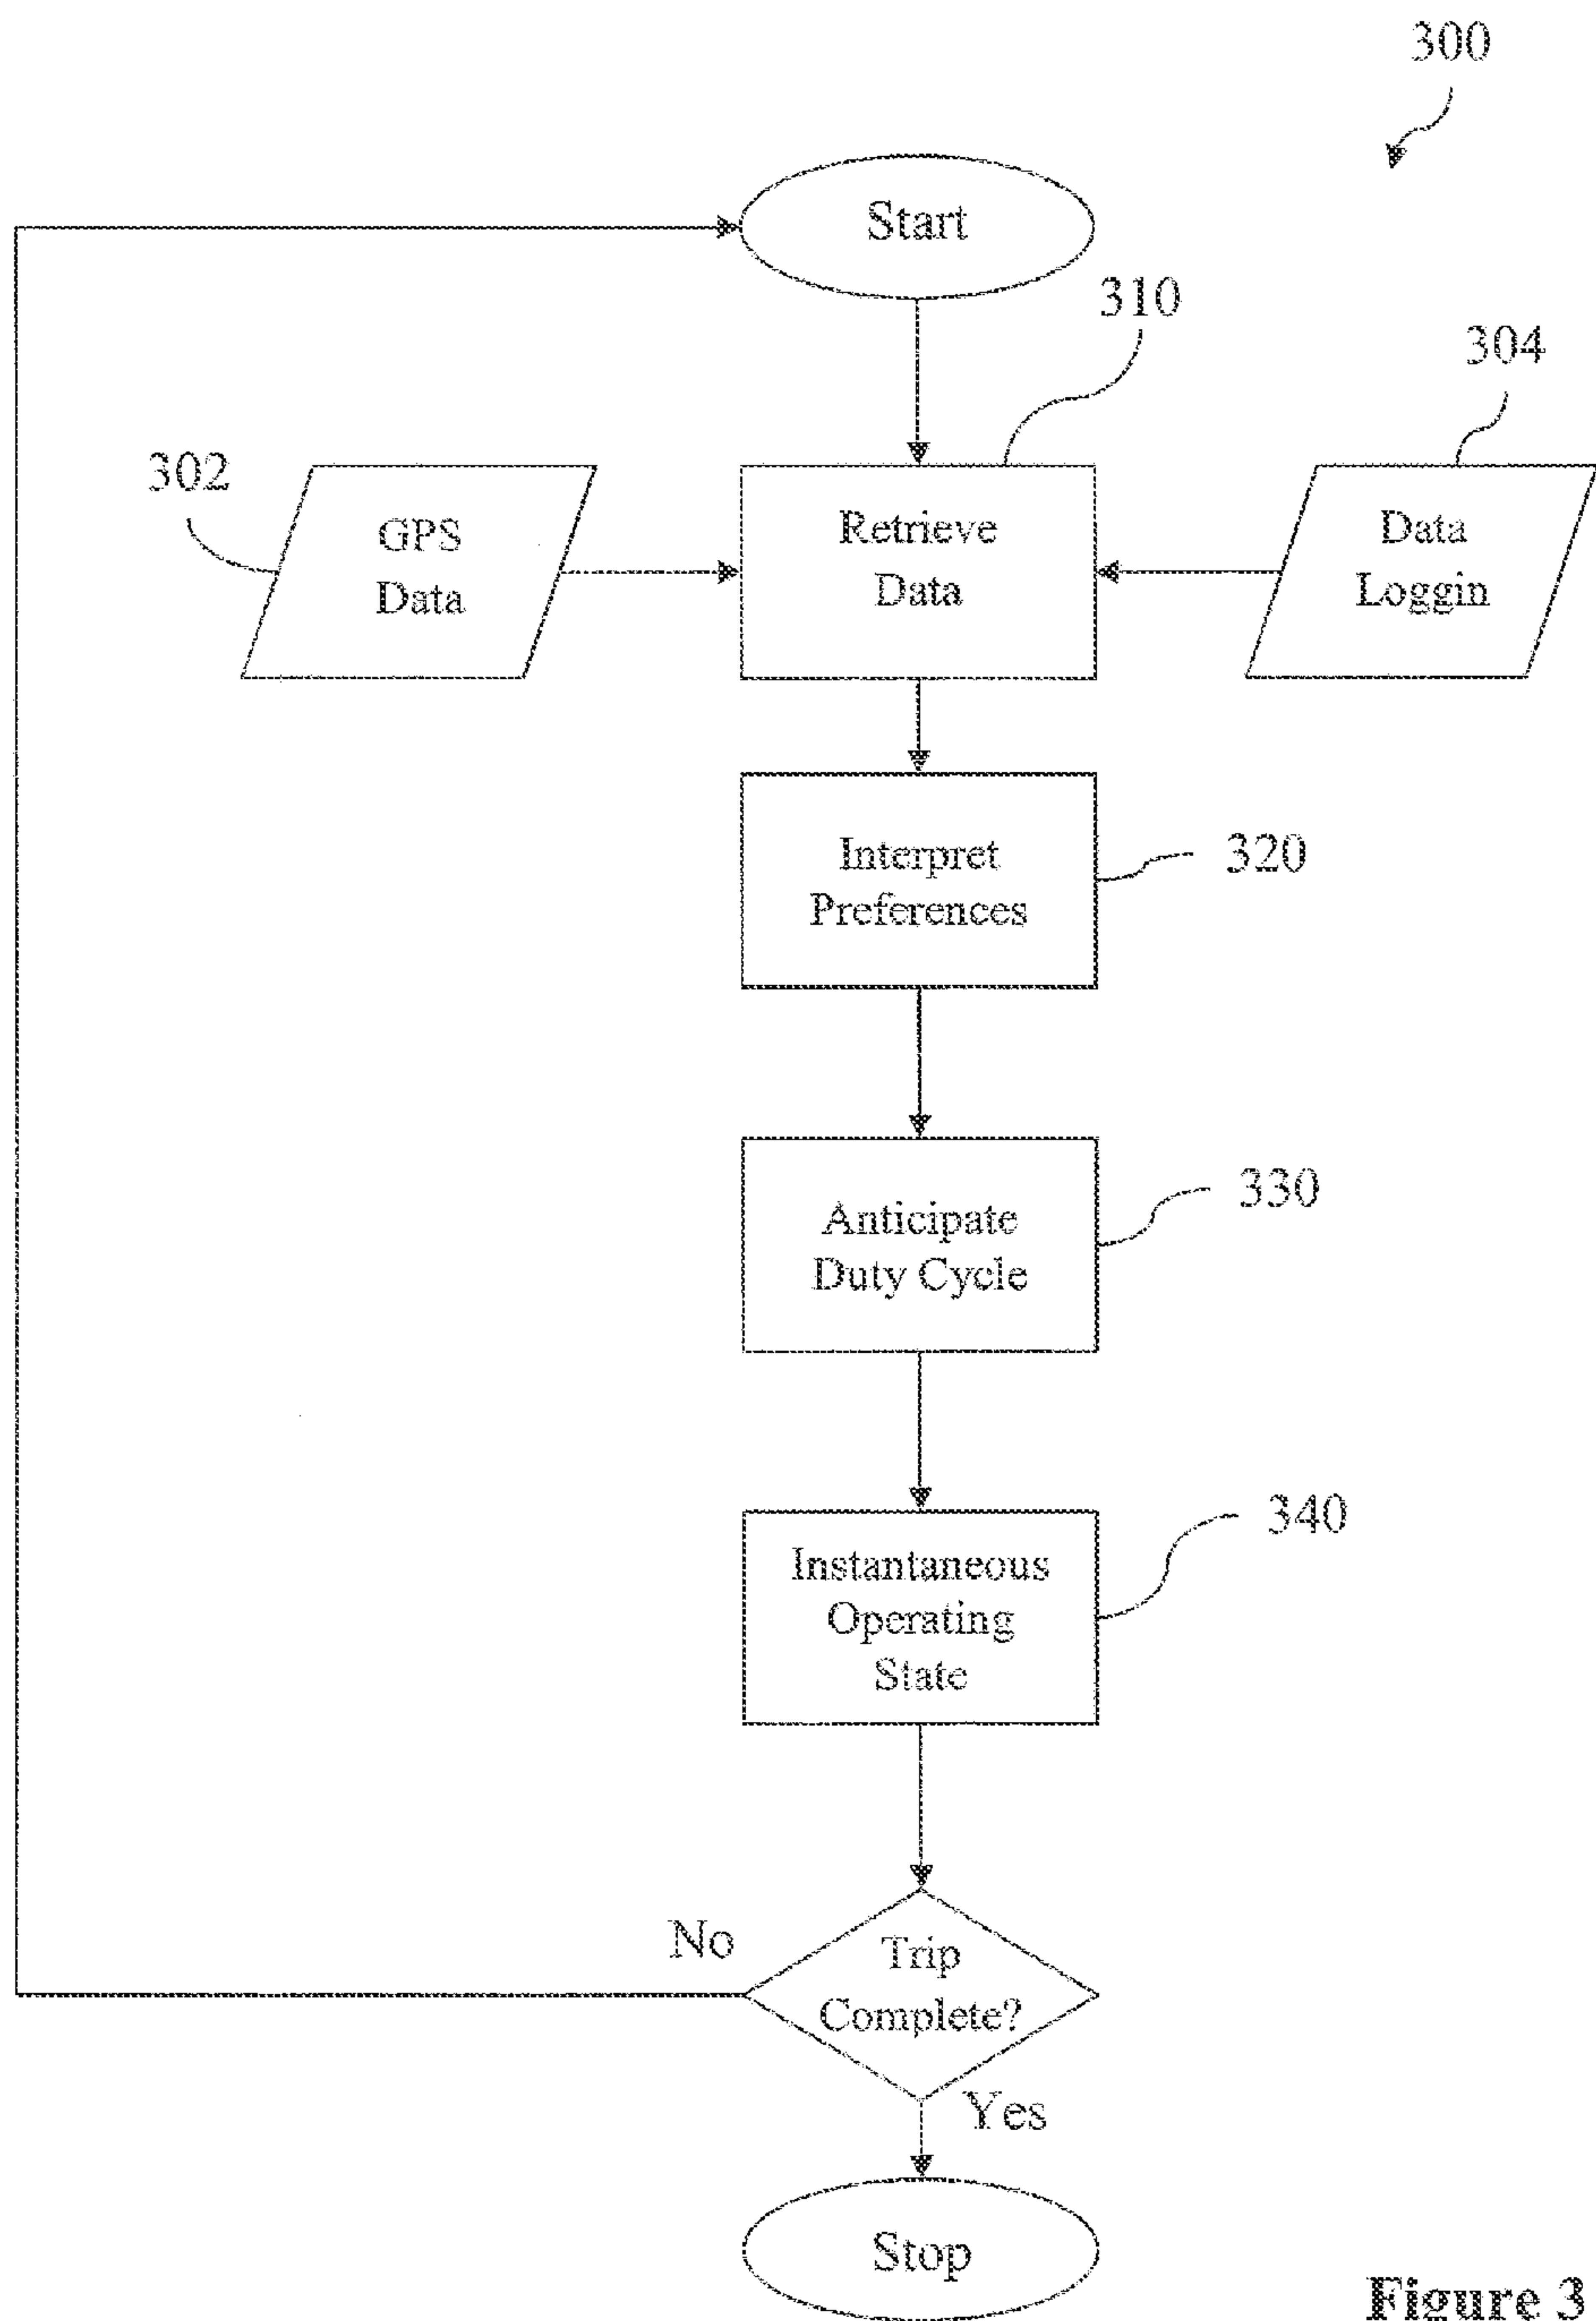 300
Start
310
304
302
GPS
Data
Retrieve
Data
Data
Loggin
Interpret
Preferences
320
Anticipate
Duty Cycle
330
Instantaneous
Operating
State
340
No
Trip
Complete?
Yes
Stop
Figure 3